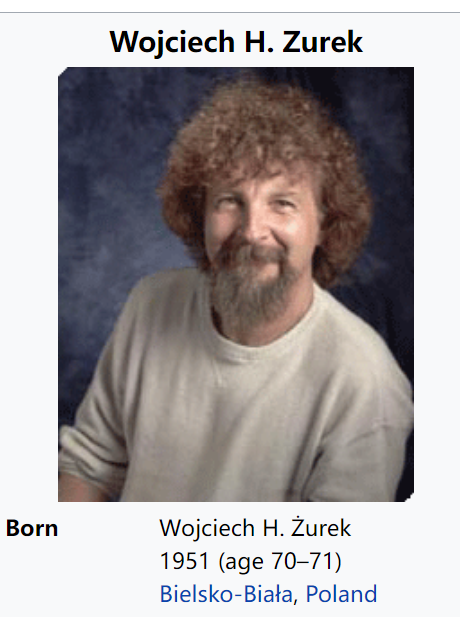 Wojciech H. Zurek
Born Wojciech H. Żurek
1951 (age 70–71)
Bielsko-Biała, Poland